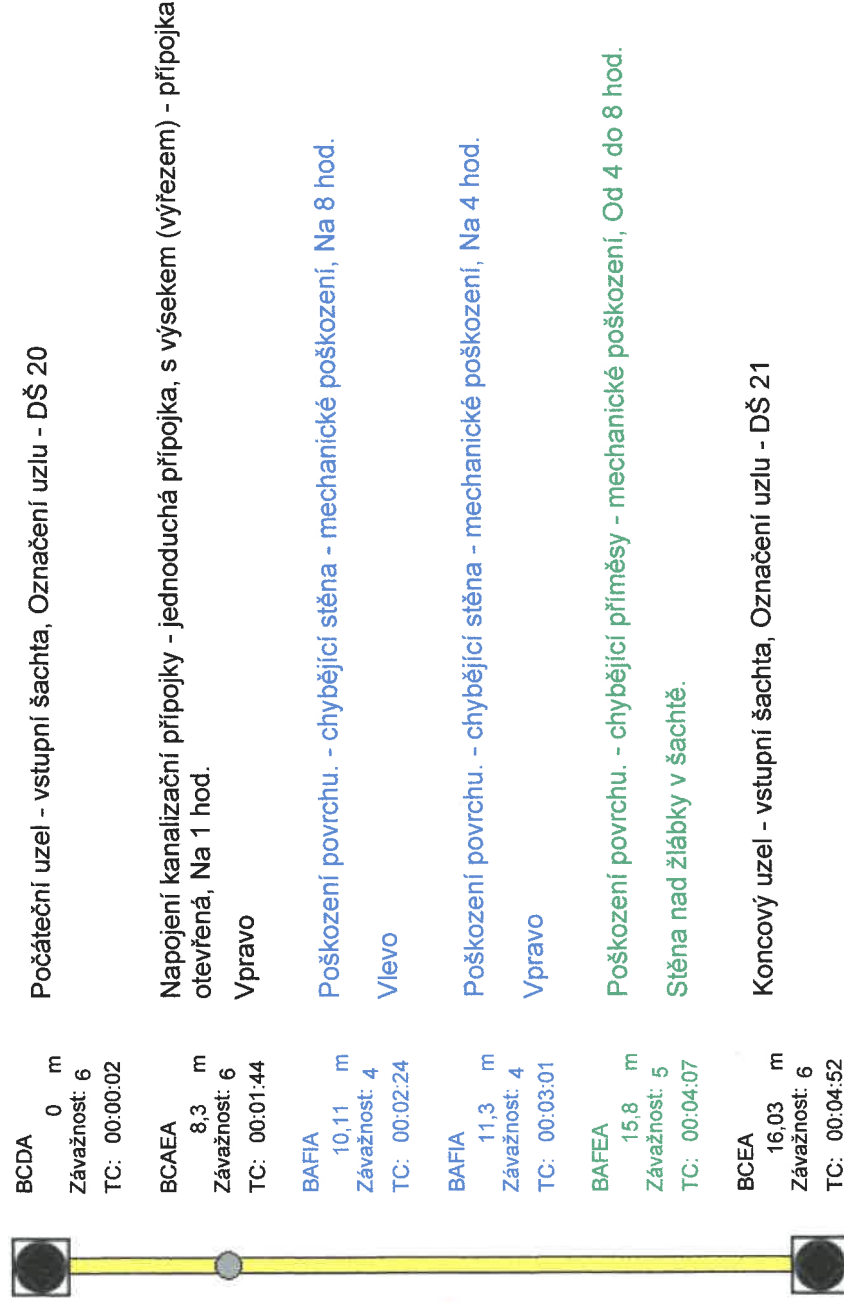 BCDA
0 m
Závažnost: 6
TC: 00:00:02
Počáteční uzel - vstupní šachta, Označení uzlu - DŠ 20
BCAEA
8,3 m
Závažnost: 6
TC: 00:01:44
Napojení kanalizační přípojky - jednoduchá přípojka, s výsekem (výřezem) - přípojka
otevřená, Na 1 hod.
Vpravo
BAFIA
10,11 m
Závažnost: 4
TC: 00:02:24
Poškození povrchu. - chybějící stěna - mechanické poškození, Na 8 hod.
Vlevo
BAFIA
11,3 m
Závažnost: 4
TC: 00:03:01
Poškození povrchu. - chybějící stěna - mechanické poškození, Na 4 hod.
Vpravo
BAFEA
15,8 m
Závažnost: 5
TC: 00:04:07
Poškození povrchu. - chybějící příměsy - mechanické poškození, Od 4 do 8 hod.
Stěna nad žlábky v šachtě.
BCEA
16,03 m
Závažnost: 6
TC: 00:04:52
Koncový uzel - vstupní šachta, Označení uzlu - DŠ 21